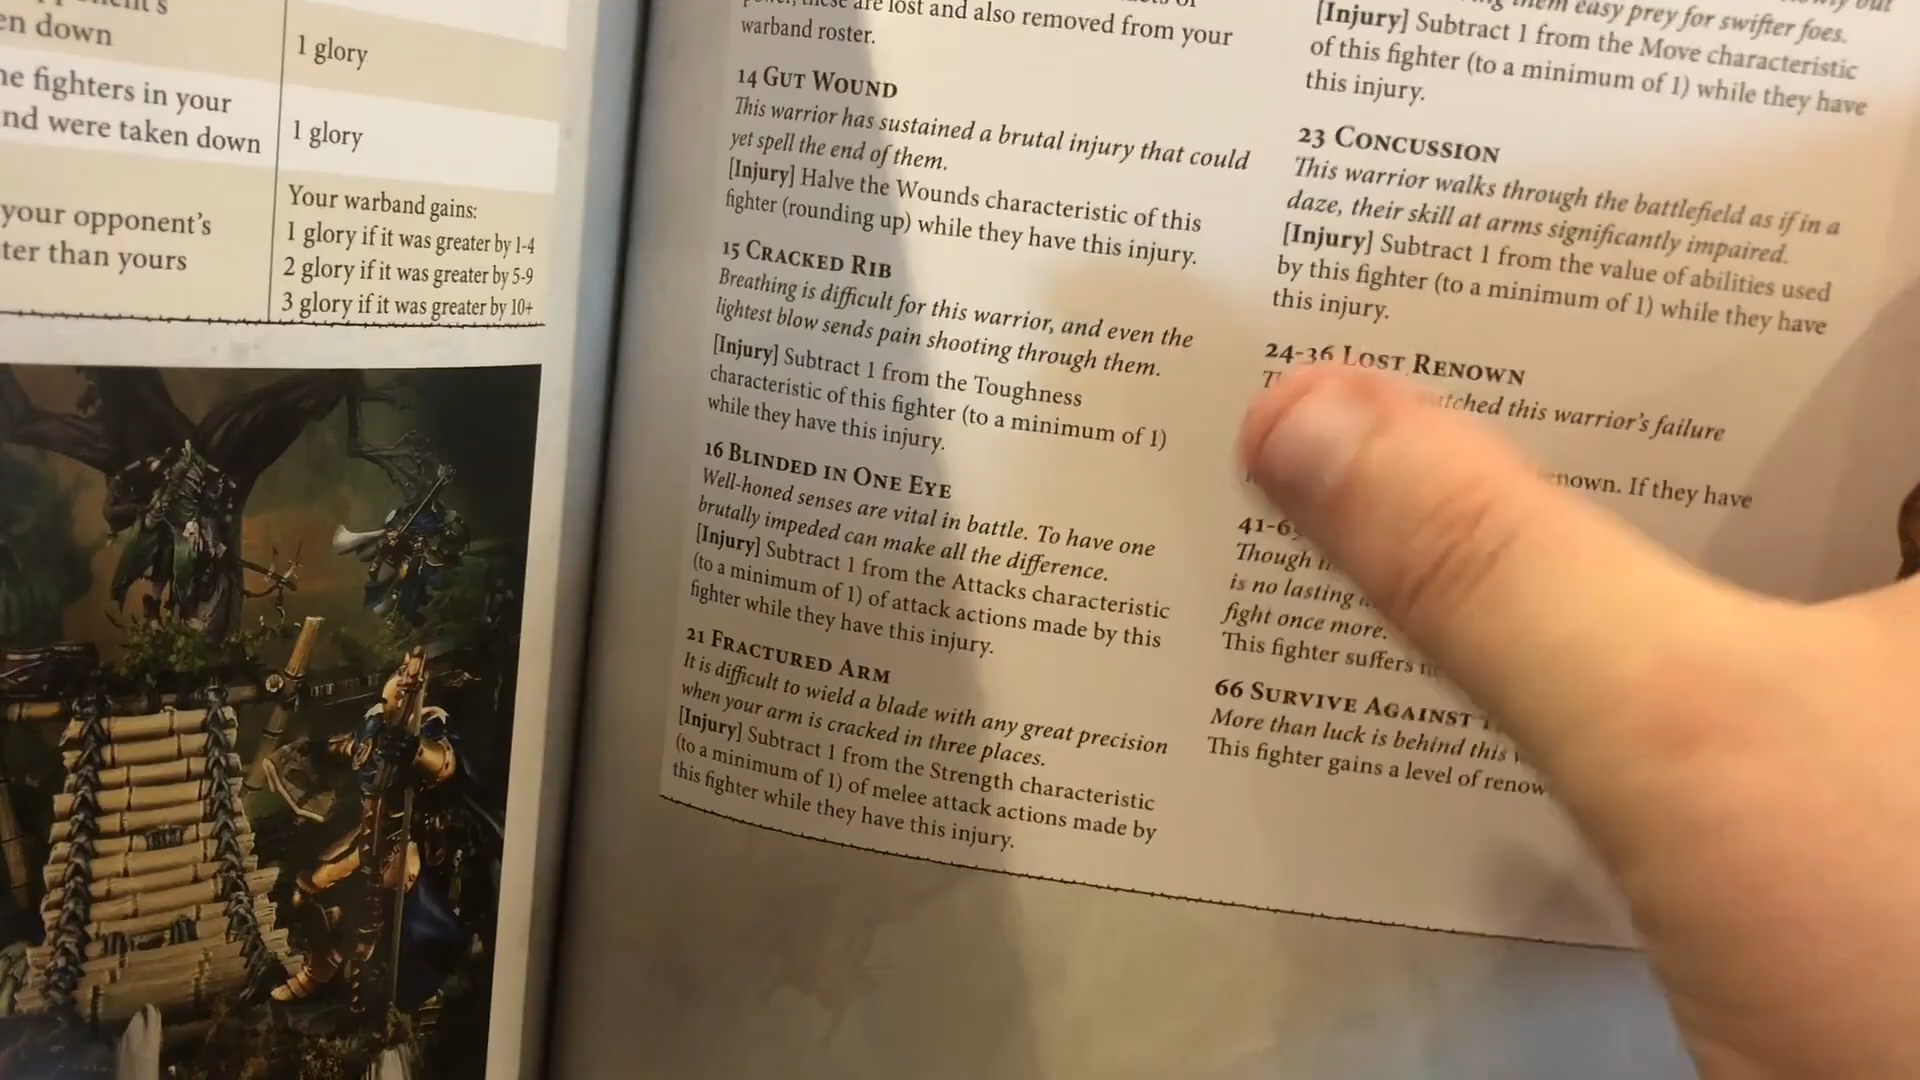 en down
1 glory
he fighters in your
nd were taken down
1 glory
your opponent's
ter than yours
Your warband gains:
1 glory if it was greater by 1-4
2 glory if it was greater by 5-9
3 glory if it was greater by 10+
are lost and also removed from your
warband roster.
14 GUT WOUND
This warrior has sustained a brutal injury that could
yet spell the end of them.
[Injury] Halve the Wounds characteristic of this
fighter (rounding up) while they have this injury.
15 CRACKED RIB
Breathing is difficult for this warrior, and even the
lightest blow sends pain shooting through them.
[Injury] Subtract 1 from the Toughness
characteristic of this fighter (to a minimum of 1)
while they have this injury.
16 BLINDED IN ONE EYE
Well-honed senses are vital in battle. To have one
brutally impeded can make all the difference.
[Injury] Subtract 1 from the Attacks characteristic
(to a minimum of 1) of attack actions made by this
fighter while they have this injury.
21 FRACTURED ARM
It is difficult to wield a blade with any great precision
when your arm is cracked in three places.
[Injury] Subtract 1 from the Strength characteristic
(to a minimum of 1) of melee attack actions made by
this fighter while they have this injury.
them easy prey for swifter foes.
[Injury] Subtract 1 from the Move characteristic
of this fighter (to a minimum of 1) while they have
this injury.
23 CONCUSSION
This warrior walks through the battlefield as if in a
daze, their skill at arms significantly impaired.
[Injury] Subtract 1 from the value of abilities used
by this fighter (to a minimum of 1) while they have
this injury.
24-36 LOST RENOWN
this warrior's failure
If they have
Though
is no lasting
fight once more.
This fighter suffers
66 SURVIVE AGAINST
More than luck is behind this
This fighter gains a level of renow